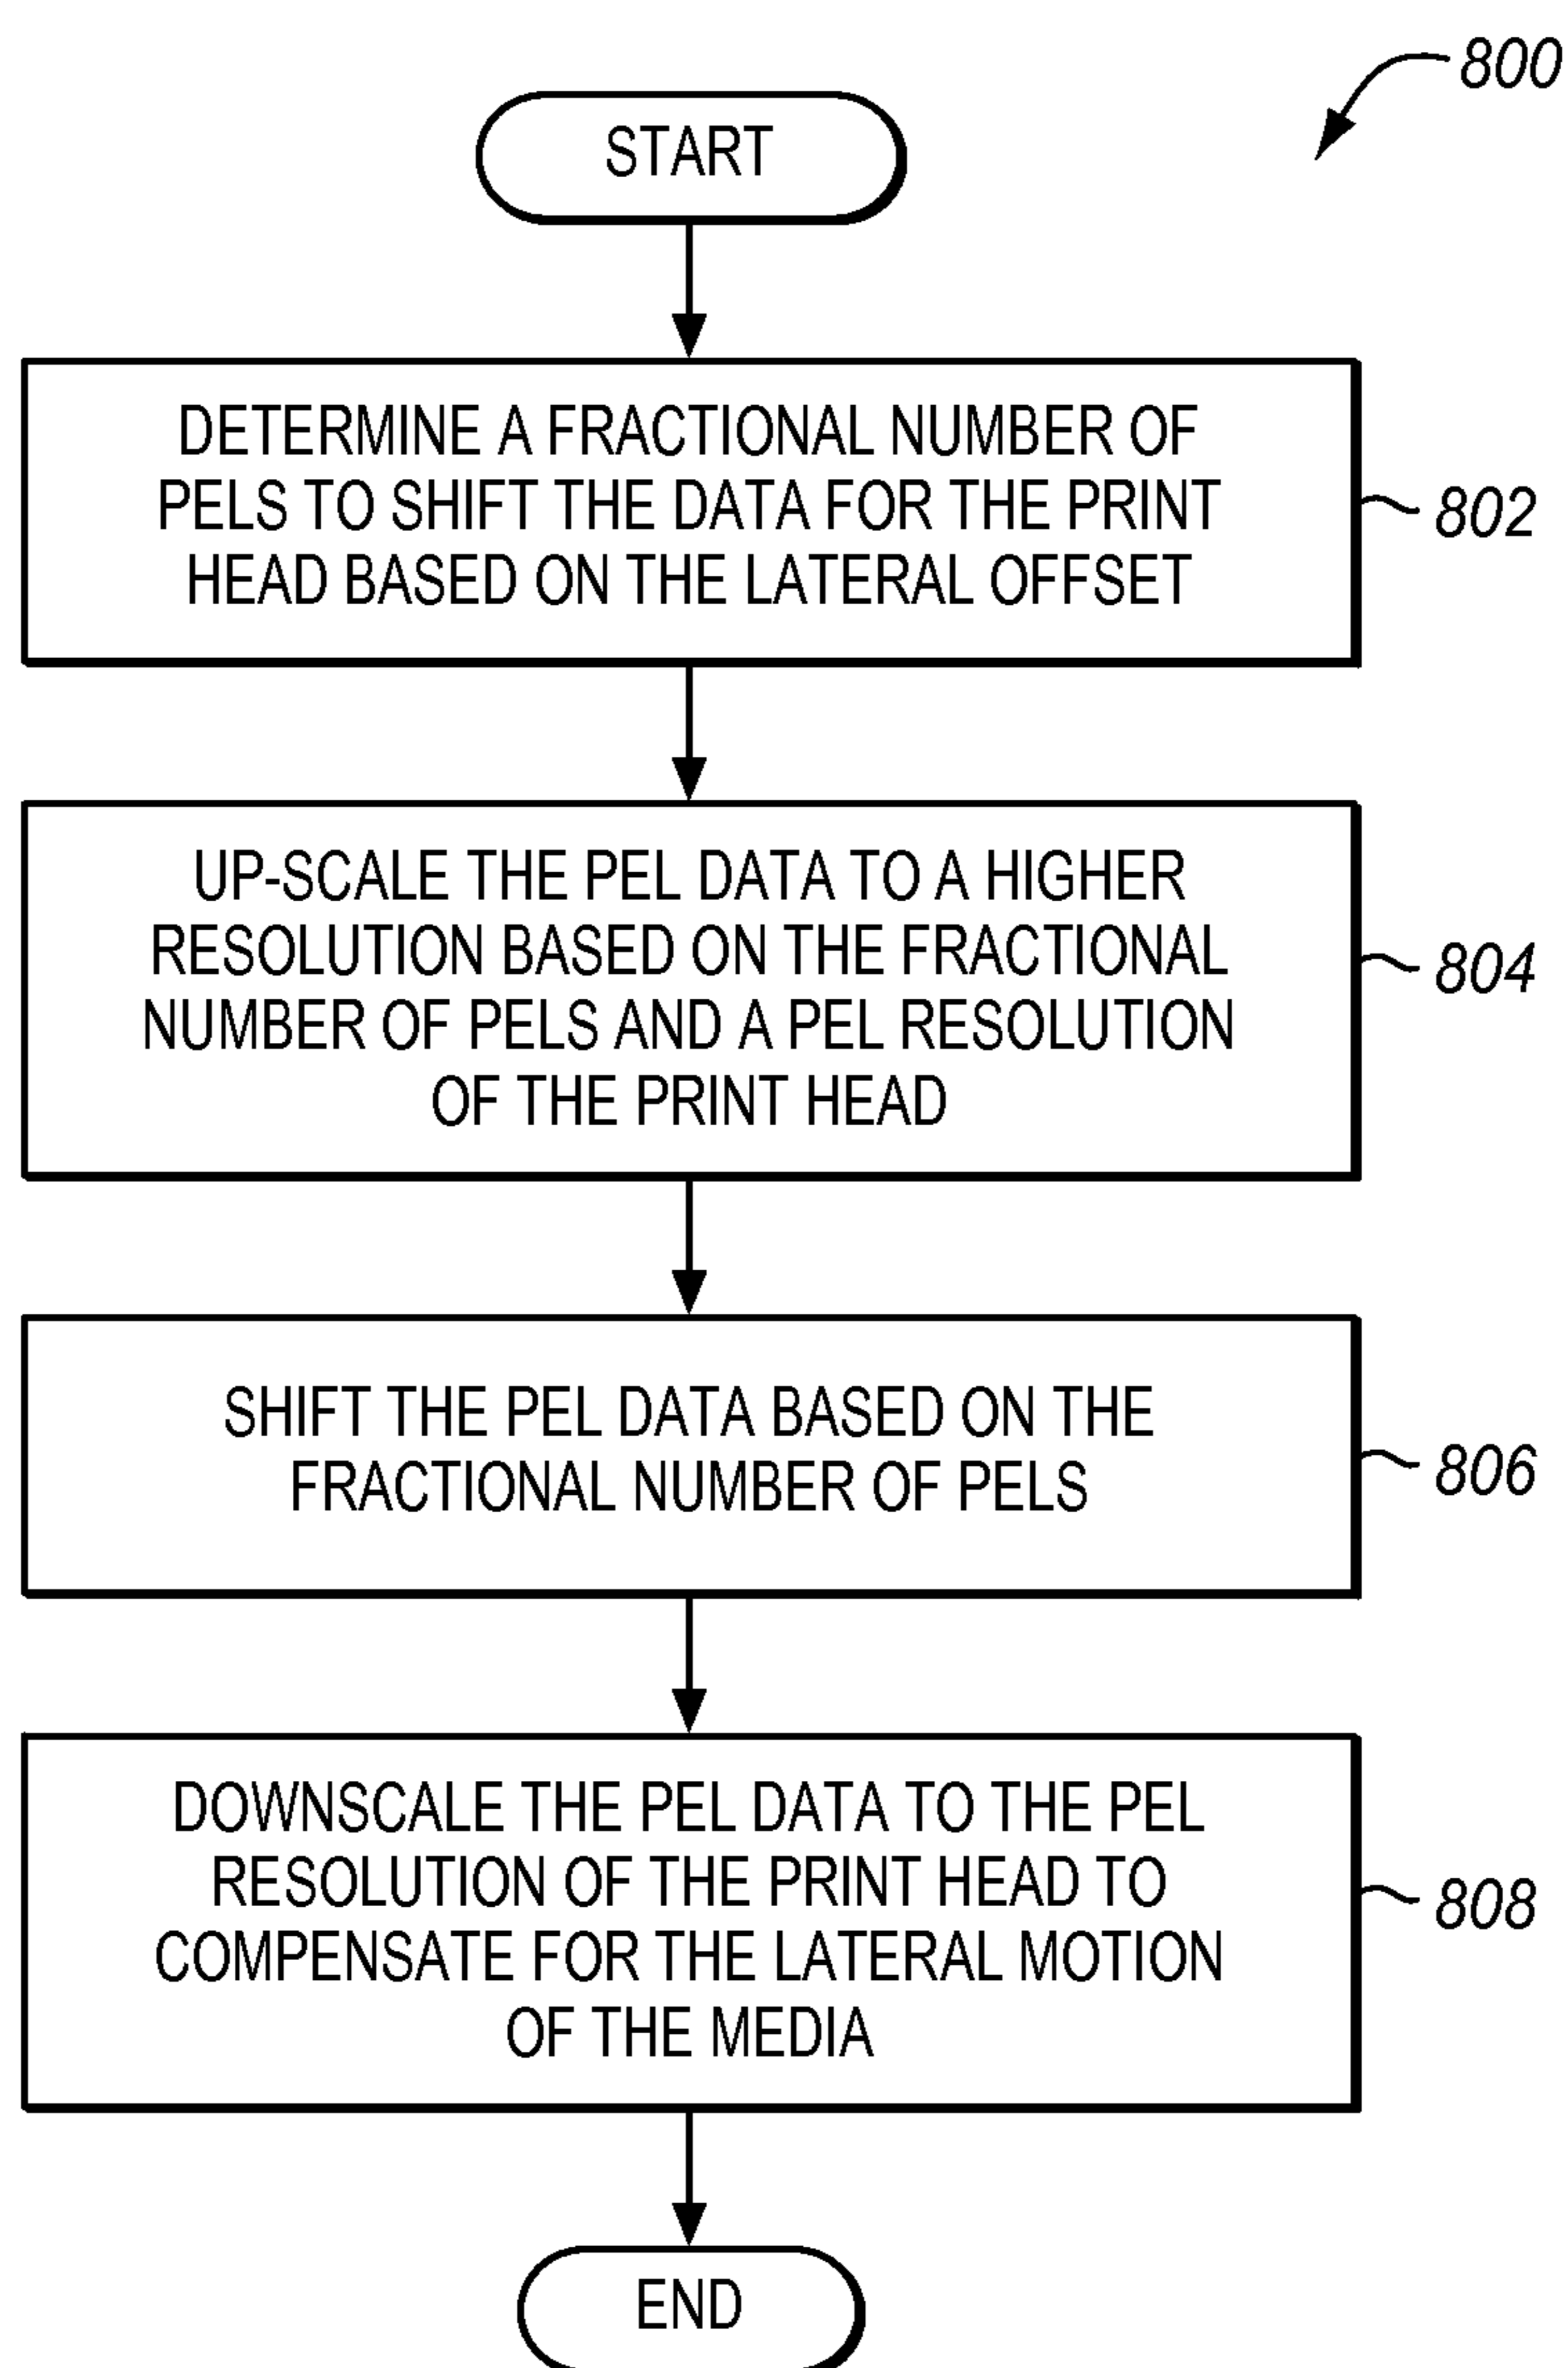 800
START
DETERMINE A FRACTIONAL NUMBER OF
PELS TO SHIFT THE DATA FOR THE PRINT
HEAD BASED ON THE LATERAL OFFSET
802
UP-SCALE THE PEL DATA TO A HIGHER
RESOLUTION BASED ON THE FRACTIONAL
NUMBER OF PELS AND A PEL RESOLUTION
OF THE PRINT HEAD
804
SHIFT THE PEL DATA BASED ON THE
FRACTIONAL NUMBER OF PELS
806
DOWNSCALE THE PEL DATA TO THE PEL
RESOLUTION OF THE PRINT HEAD TO
COMPENSATE FOR THE LATERAL MOTION
OF THE MEDIA
808
END